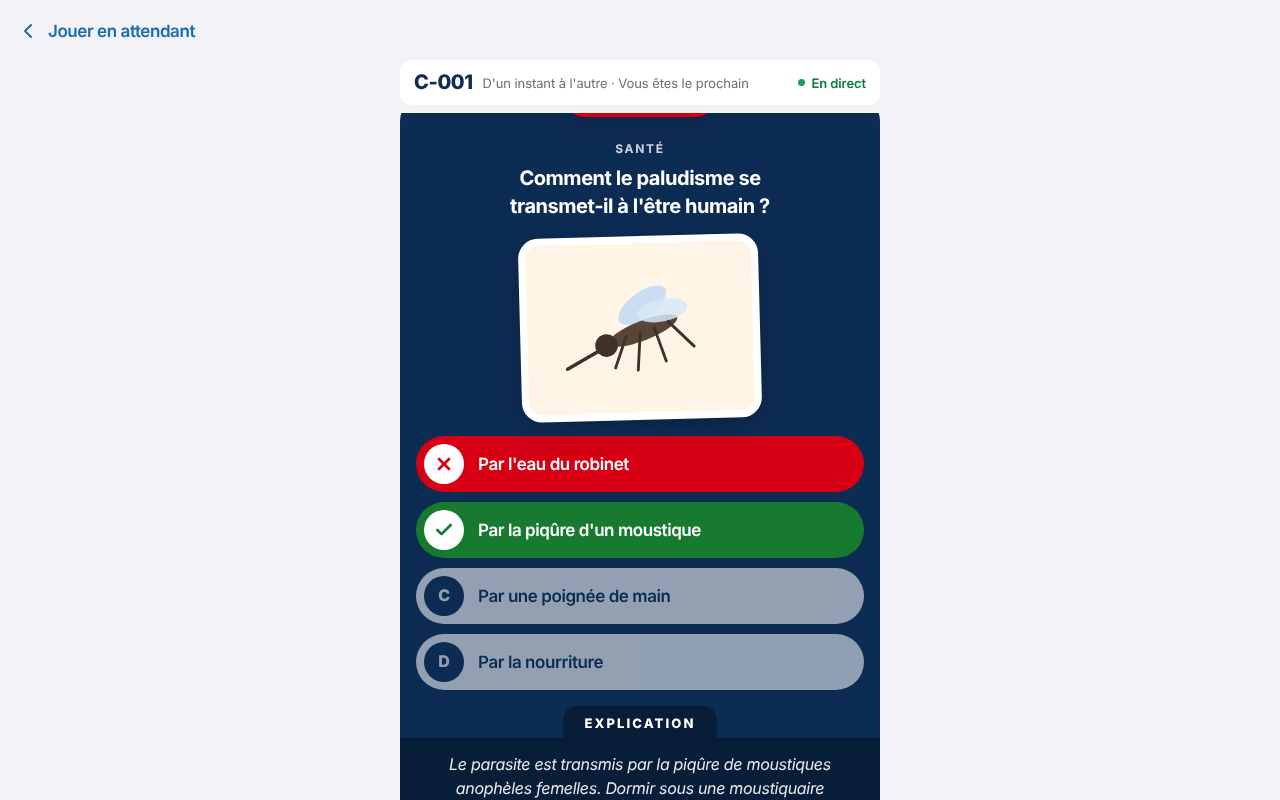 Jouer en attendant
C-001 D'un instant à l'autre · Vous êtes le prochain En direct
SANTÉ
Comment le paludisme se
transmet-il à l'être humain ?
Par l'eau du robinet
Par la piqûre d'un moustique
C Par une poignée de main
D Par la nourriture
EXPLICATION
Le parasite est transmis par la piqûre de moustiques
anophèles femelles. Dormir sous une moustiquaire